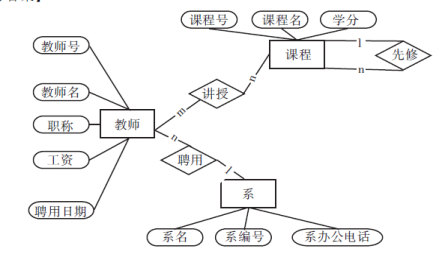 课程号 课程名 学分
教师号
课程
1
先修
n
教师名
讲授
n
m
职称
教师
n
工资
聘用
1
系
聘用日期
系名 系编号 系办公电话